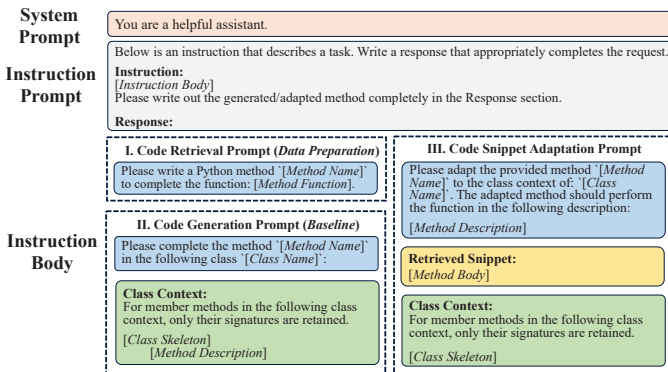 System
Prompt
You are a helpful assistant.
Instruction
Prompt
Below is an instruction that describes a task. Write a response that appropriately completes the request.
Instruction:
[Instruction Body]
Please write out the generated/adapted method completely in the Response section.
Response:
Instruction
Body
I. Code Retrieval Prompt (Data Preparation)
Please write a Python method `[Method Name]`
to complete the function: [Method Function].
II. Code Generation Prompt (Baseline)
Please complete the method `[Method Name]`
in the following class `[Class Name]`:
Class Context:
For member methods in the following class
context, only their signatures are retained.
[Class Skeleton]
[Method Description]
III. Code Snippet Adaptation Prompt
Please adapt the provided method `[Method
Name]` to the class context of: `[Class
Name]`. The adapted method should perform
the function in the following description:
[Method Description]
Retrieved Snippet:
[Method Body]
Class Context:
For member methods in the following class
context, only their signatures are retained.
[Class Skeleton]